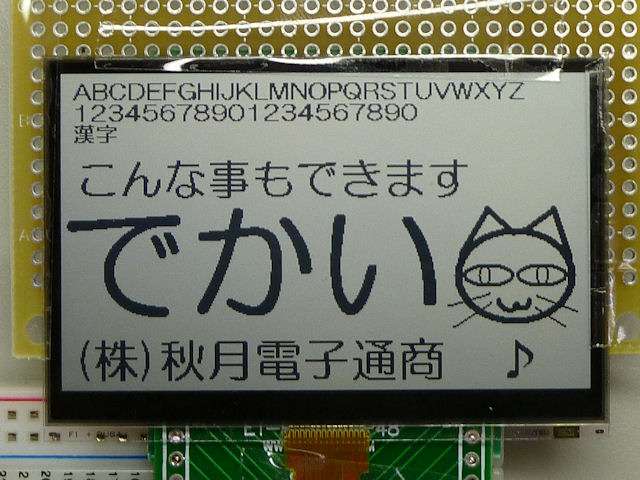 ABCDEFGHIJKLMNOPQRSTUVWXYZ
12345678901234567890
漢字
こんな事もできます
でかい
(株)秋月電子通商 ♪